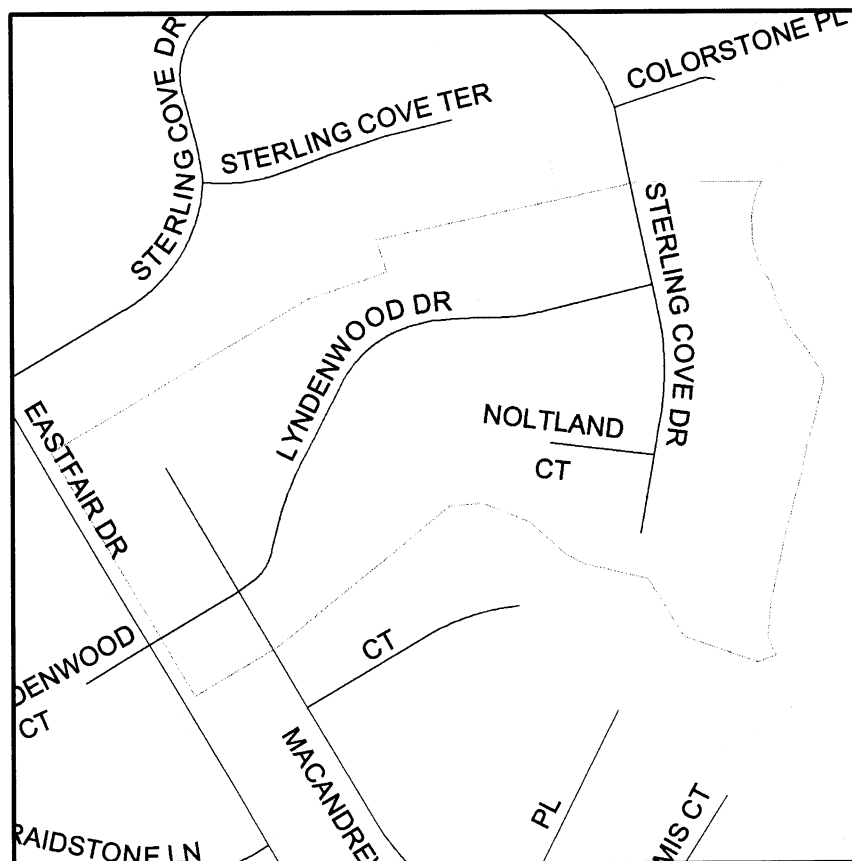 STERLING COVE DR
COLORSTONE PL
STERLING COVE TER
STERLING COVE DR
LYNDENWOOD DR
EASTFAIR DR
NOLTLAND
CT
DENWOOD
CT
CT
MACANDREW
PL
MIS CT
RAIDSTONE LN